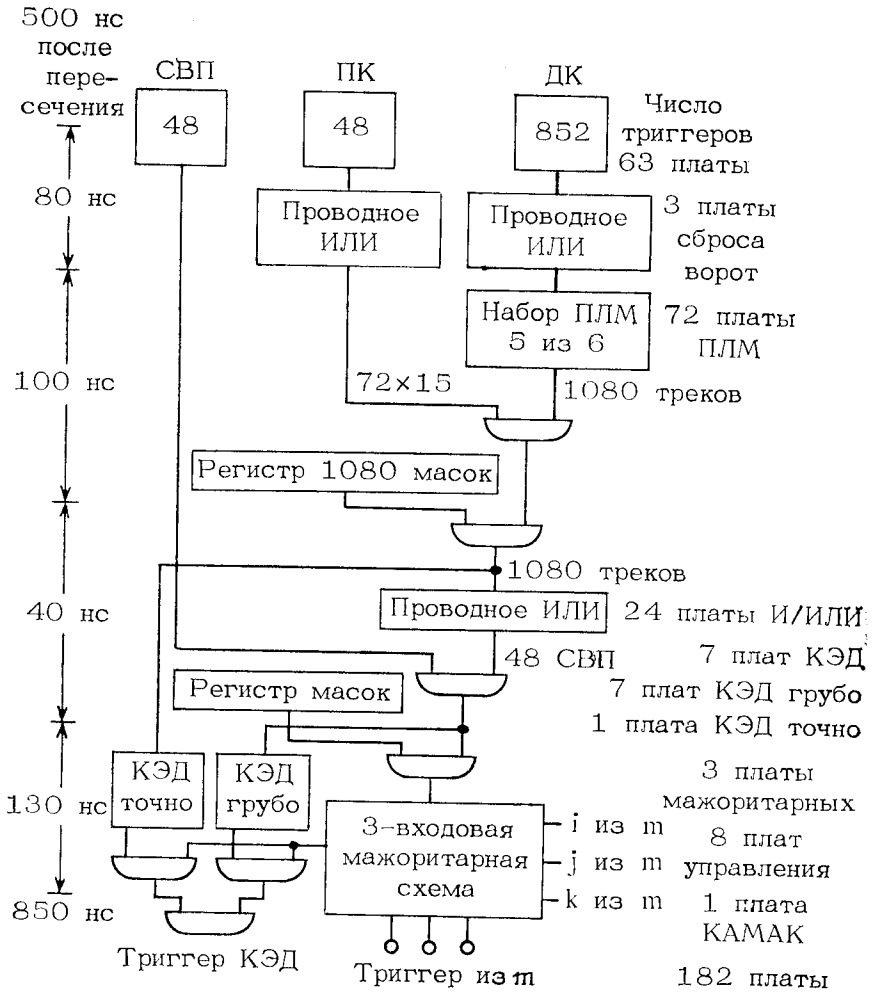 500 нс
после
пере-
сечения
СВП
ПК
ДК
48
48
852
Число
триггеров
63 платы
80 нс
Проводное
ИЛИ
Проводное
ИЛИ
3 платы
сброса
ворот
Набор ПЛМ
5 из 6
72 платы
ПЛМ
100 нс
72×15
1080 треков
Регистр 1080 масок
1080 треков
40 нс
Проводное ИЛИ
24 платы И/ИЛИ
48 СВП
7 плат КЭД
Регистр масок
7 плат КЭД грубо
1 плата КЭД точно
КЭД
точно
КЭД
грубо
3 платы
мажоритарных
130 нс
3-входовая
мажоритарная
схема
i из m
j из m
k из m
8 плат
управления
850 нс
1 плата
КАМАК
Триггер КЭД
Триггер из m
182 платы